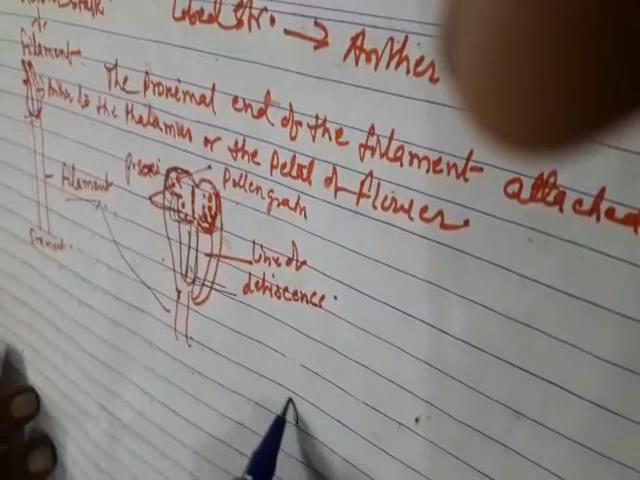 Lobed Str. → Anther
filament.
The Proximal end of the filament attached
to the thalamus or the petal of flower.
Pollen grain
filament
Line of
dehiscence.